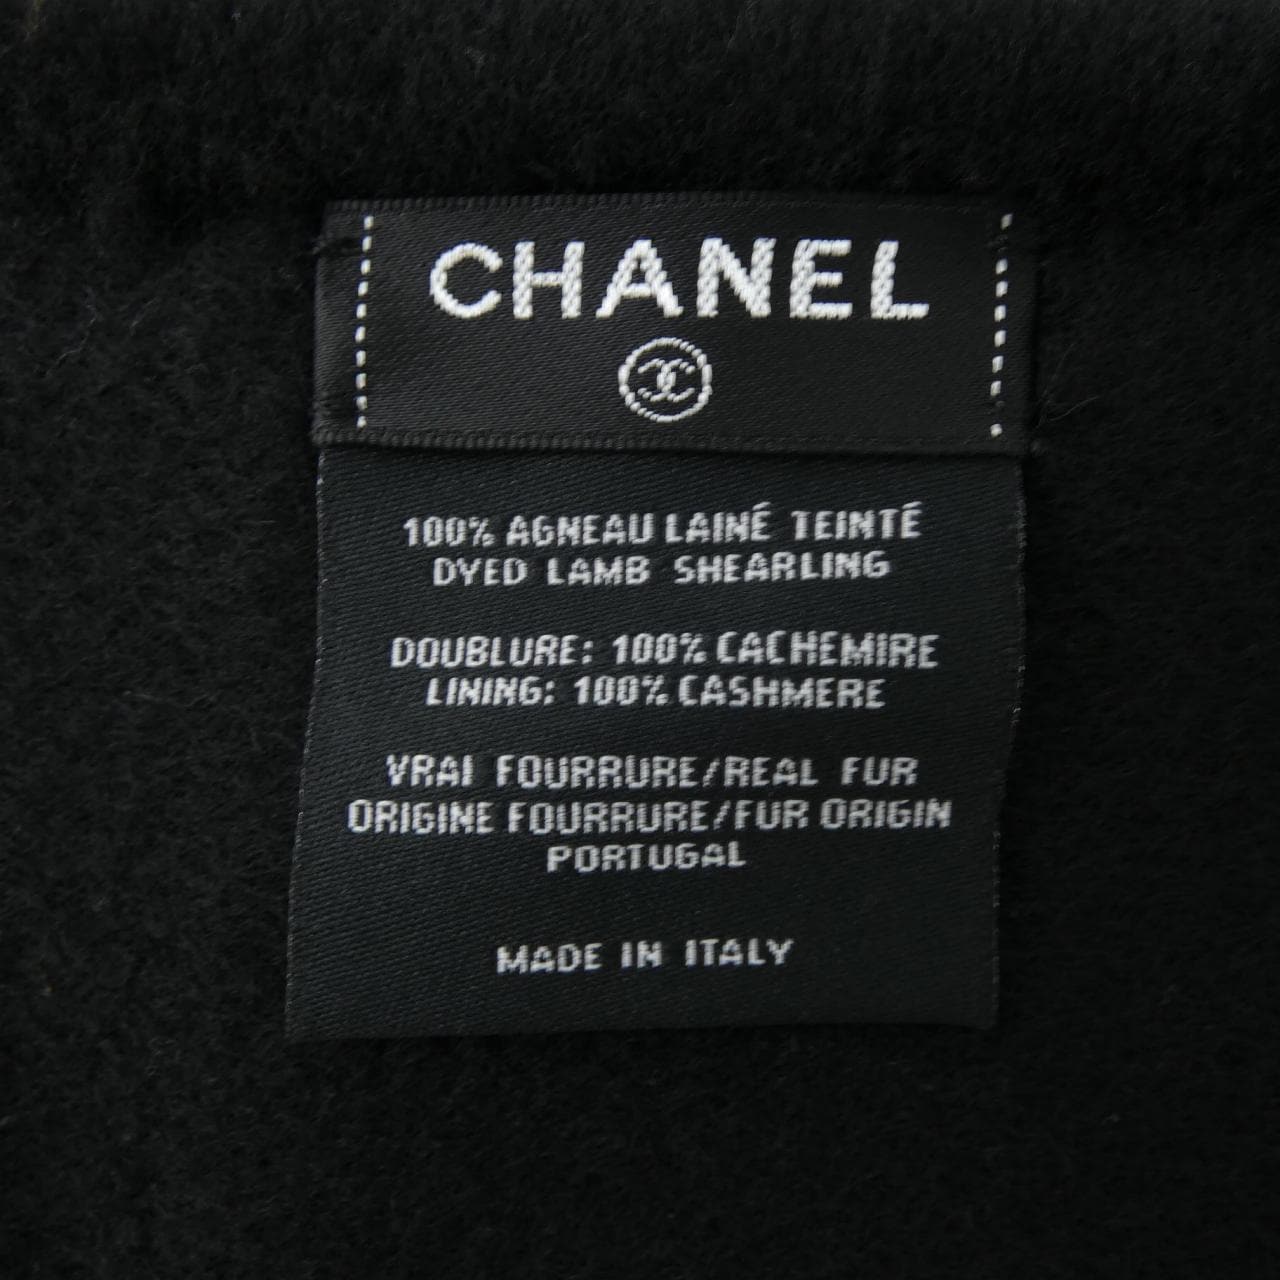 CHANEL
100% AGNEAU LAINÉ TEINTÉ
DYED LAMB SHEARLING
DOUBLURE: 100% CACHEMIRE
LINING: 100% CASHMERE
VRAI FOURRURE/REAL FUR
ORIGINE FOURRURE/FUR ORIGIN
PORTUGAL
MADE IN ITALY